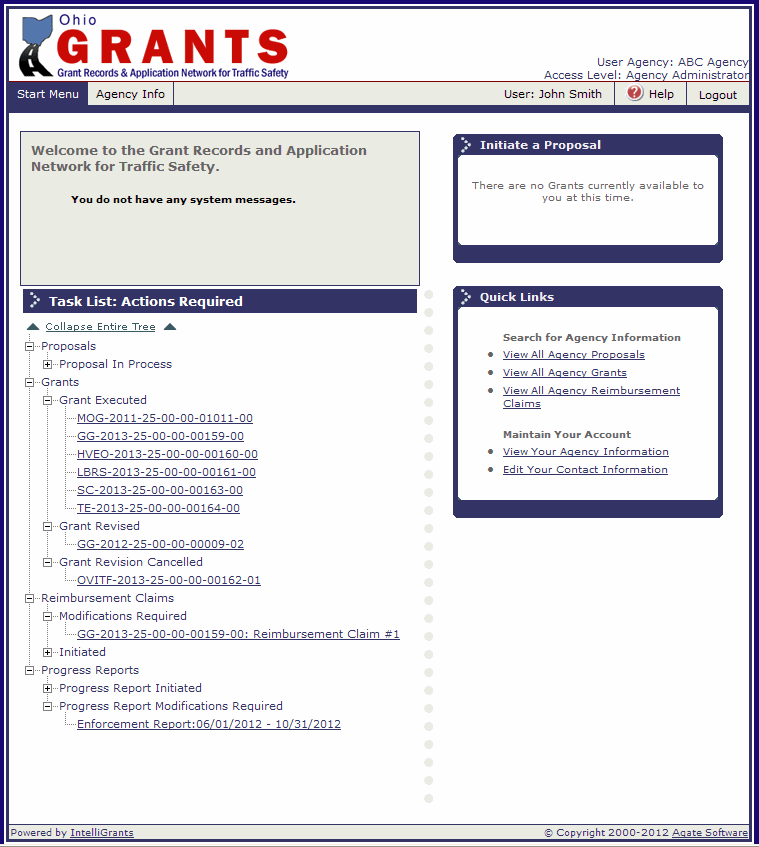 Ohio
GRANTS
Grant Records & Application Network for Traffic Safety
User Agency: ABC Agency
Access Level: Agency Administrator
Start Menu
Agency Info
User: John Smith
Help
Logout
Welcome to the Grant Records and Application
Network for Traffic Safety.
You do not have any system messages.
Task List: Actions Required
Collapse Entire Tree
Proposals
Proposal In Process
Grants
Grant Executed
MOG-2011-25-00-00-01011-00
GG-2013-25-00-00-00159-00
HVEO-2013-25-00-00-00160-00
LBRS-2013-25-00-00-00161-00
SC-2013-25-00-00-00163-00
TE-2013-25-00-00-00164-00
Grant Revised
GG-2012-25-00-00-00009-02
Grant Revision Cancelled
OVITF-2013-25-00-00-00162-01
Reimbursement Claims
Modifications Required
GG-2013-25-00-00-00159-00: Reimbursement Claim #1
Initiated
Progress Reports
Progress Report Initiated
Progress Report Modifications Required
Enforcement Report:06/01/2012 - 10/31/2012
Initiate a Proposal
There are no Grants currently available to
you at this time.
Quick Links
Search for Agency Information
View All Agency Proposals
View All Agency Grants
View All Agency Reimbursement
Claims
Maintain Your Account
View Your Agency Information
Edit Your Contact Information
Powered by IntelliGrants
© Copyright 2000-2012 Agate Software